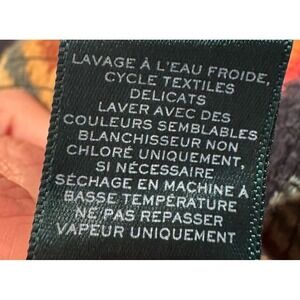 LAVAGE À L'EAU FROIDE,
CYCLE TEXTILES
DÉLICATS
LAVER AVEC DES
COULEURS SEMBLABLES
BLANCHISSEUR NON
CHLORÉ UNIQUEMENT,
SI NÉCESSAIRE
SÉCHAGE EN MACHINE À
BASSE TEMPÉRATURE
NE PAS REPASSER
VAPEUR UNIQUEMENT